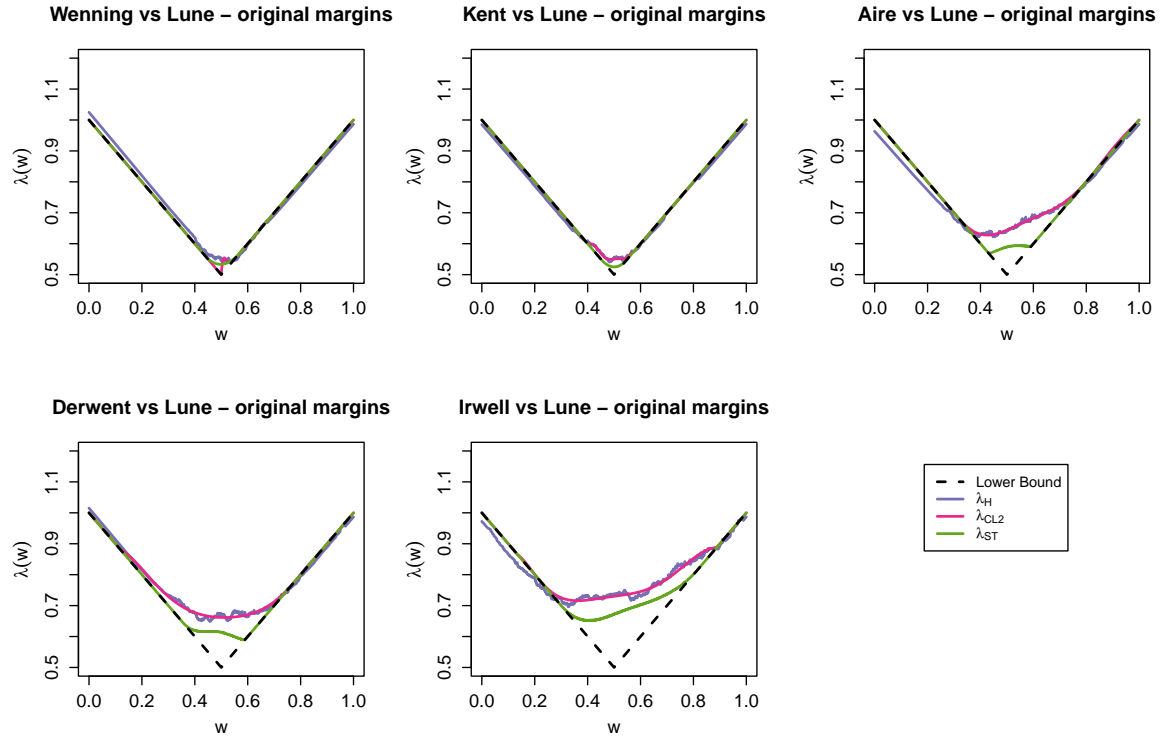 Wenning vs Lune – original margins
Kent vs Lune – original margins
Aire vs Lune – original margins
λ(w)
0.5 0.7 0.9 1.1
0.0 0.2 0.4 0.6 0.8 1.0
w
λ(w)
0.5 0.7 0.9 1.1
0.0 0.2 0.4 0.6 0.8 1.0
w
λ(w)
0.5 0.7 0.9 1.1
0.0 0.2 0.4 0.6 0.8 1.0
w
Derwent vs Lune – original margins
Irwell vs Lune – original margins
λ(w)
0.5 0.7 0.9 1.1
0.0 0.2 0.4 0.6 0.8 1.0
w
λ(w)
0.5 0.7 0.9 1.1
0.0 0.2 0.4 0.6 0.8 1.0
w
Lower Bound
λH
λCL2
λST